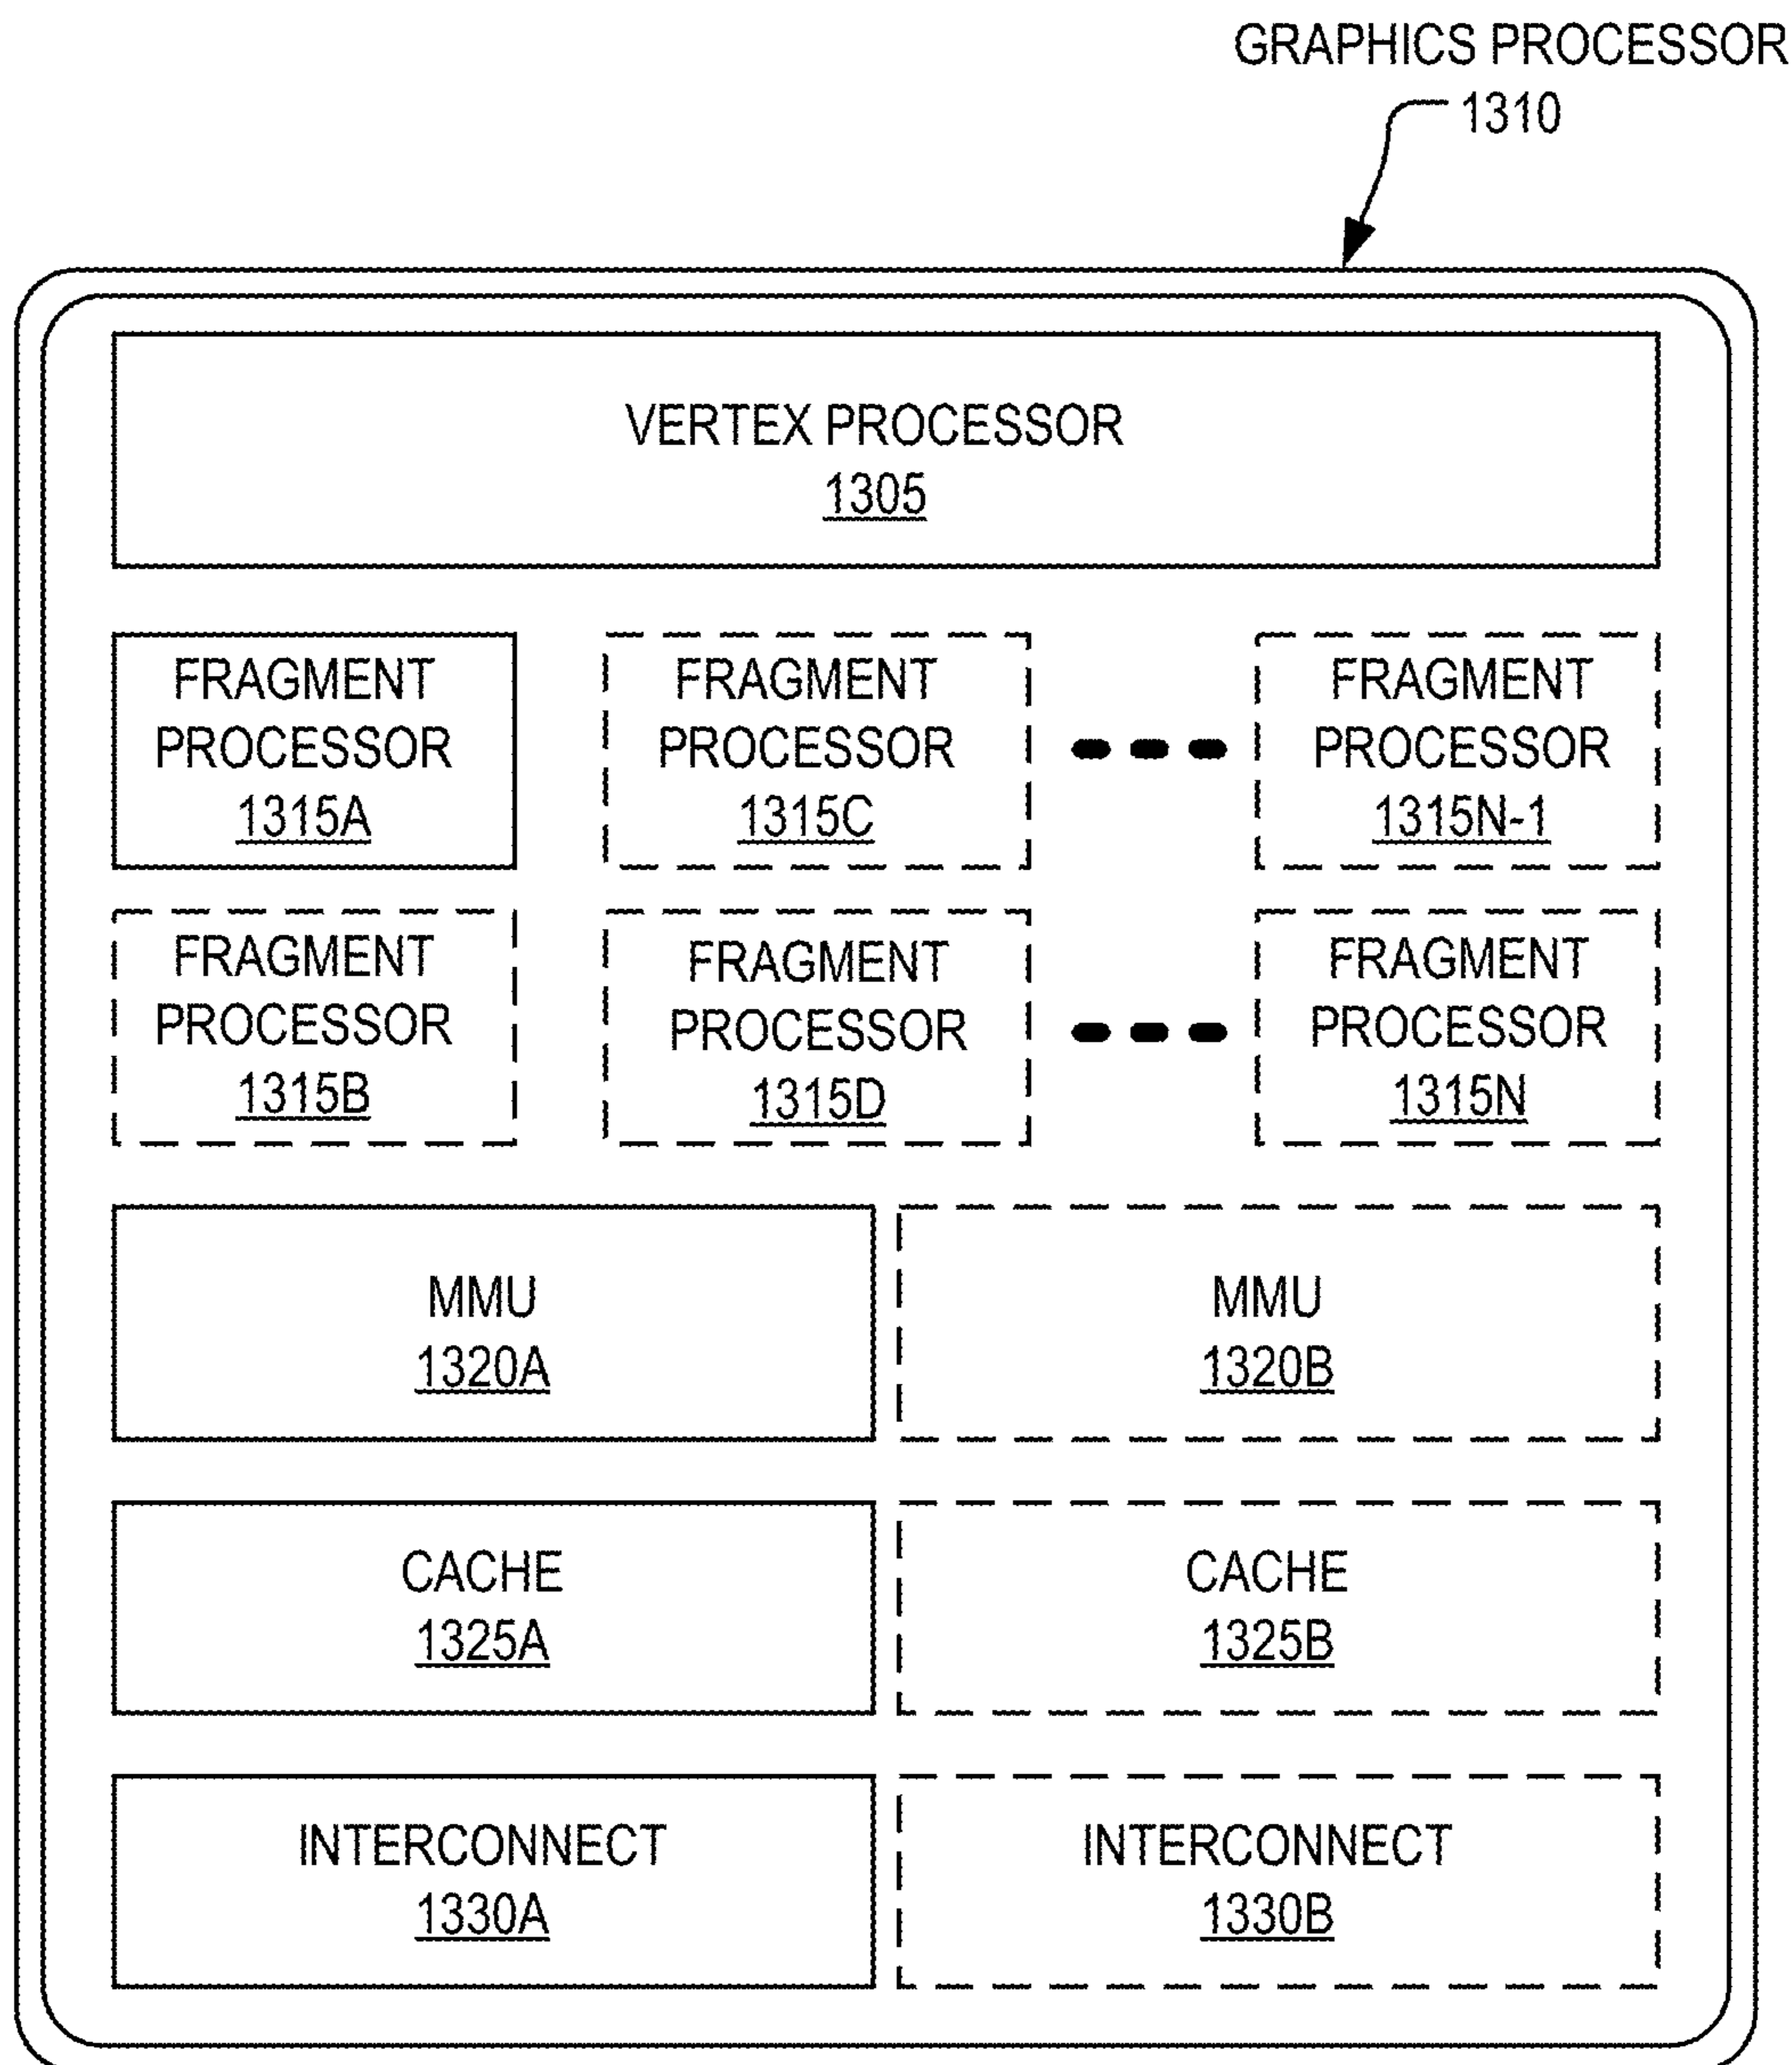 GRAPHICS PROCESSOR
1310
VERTEX PROCESSOR
1305
FRAGMENT
PROCESSOR
1315A
FRAGMENT
PROCESSOR
1315C
FRAGMENT
PROCESSOR
1315N-1
FRAGMENT
PROCESSOR
1315B
FRAGMENT
PROCESSOR
1315D
FRAGMENT
PROCESSOR
1315N
MMU
1320A
MMU
1320B
CACHE
1325A
CACHE
1325B
INTERCONNECT
1330A
INTERCONNECT
1330B